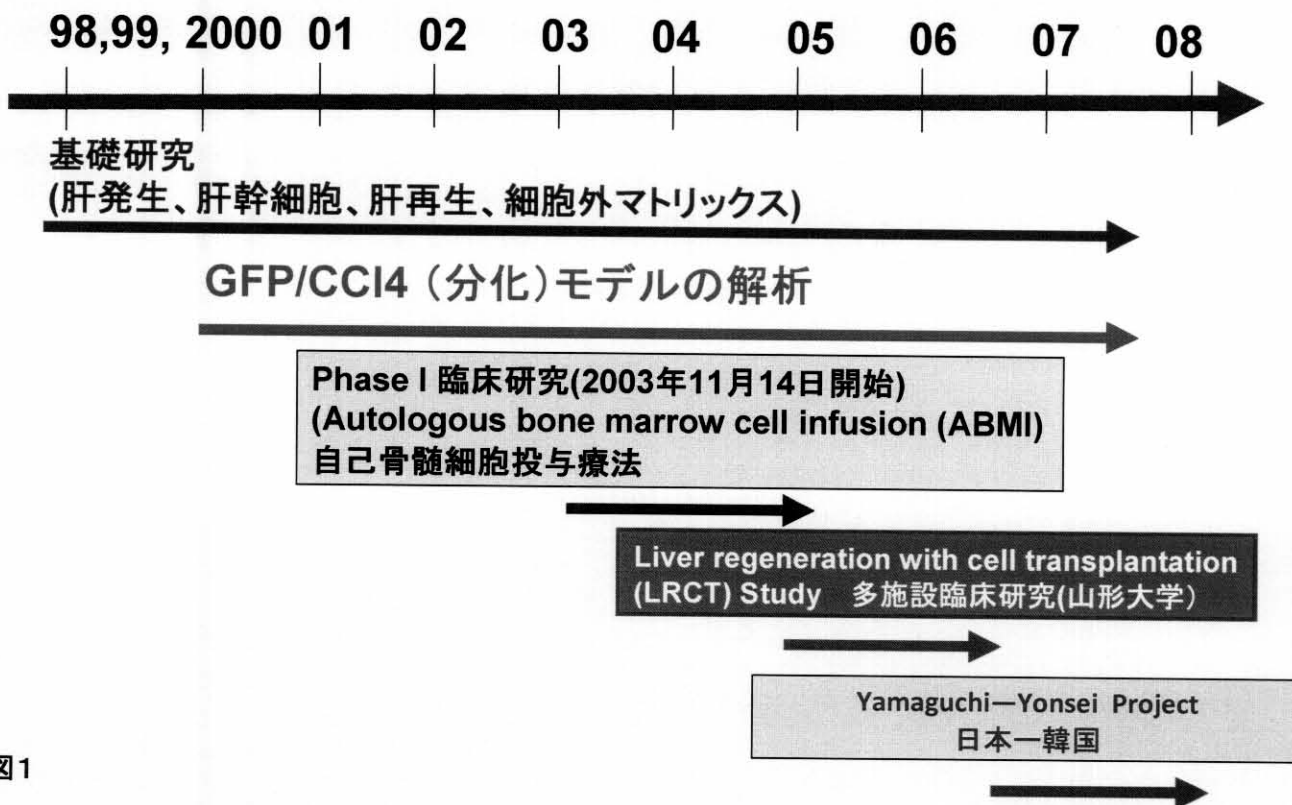 98,99, 2000 01 02 03 04 05 06 07 08
基礎研究
(肝発生、肝幹細胞、肝再生、細胞外マトリックス)
GFP/CCl4 (分化)モデルの解析
Phase I 臨床研究(2003年11月14日開始)
(Autologous bone marrow cell infusion (ABMI)
自己骨髄細胞投与療法
Liver regeneration with cell transplantation
(LRCT) Study 多施設臨床研究(山形大学)
Yamaguchi—Yonsei Project
日本ー韓国
図1